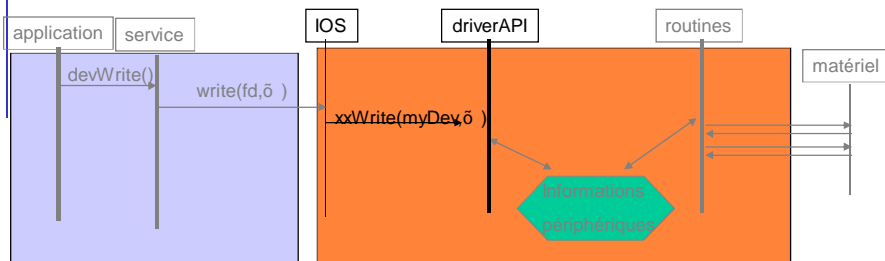 application
service
IOS
driverAPI
routines
matériel
devWrite()
write(fd,õ )
xxWrite(myDev,õ )
Informations
périphériques